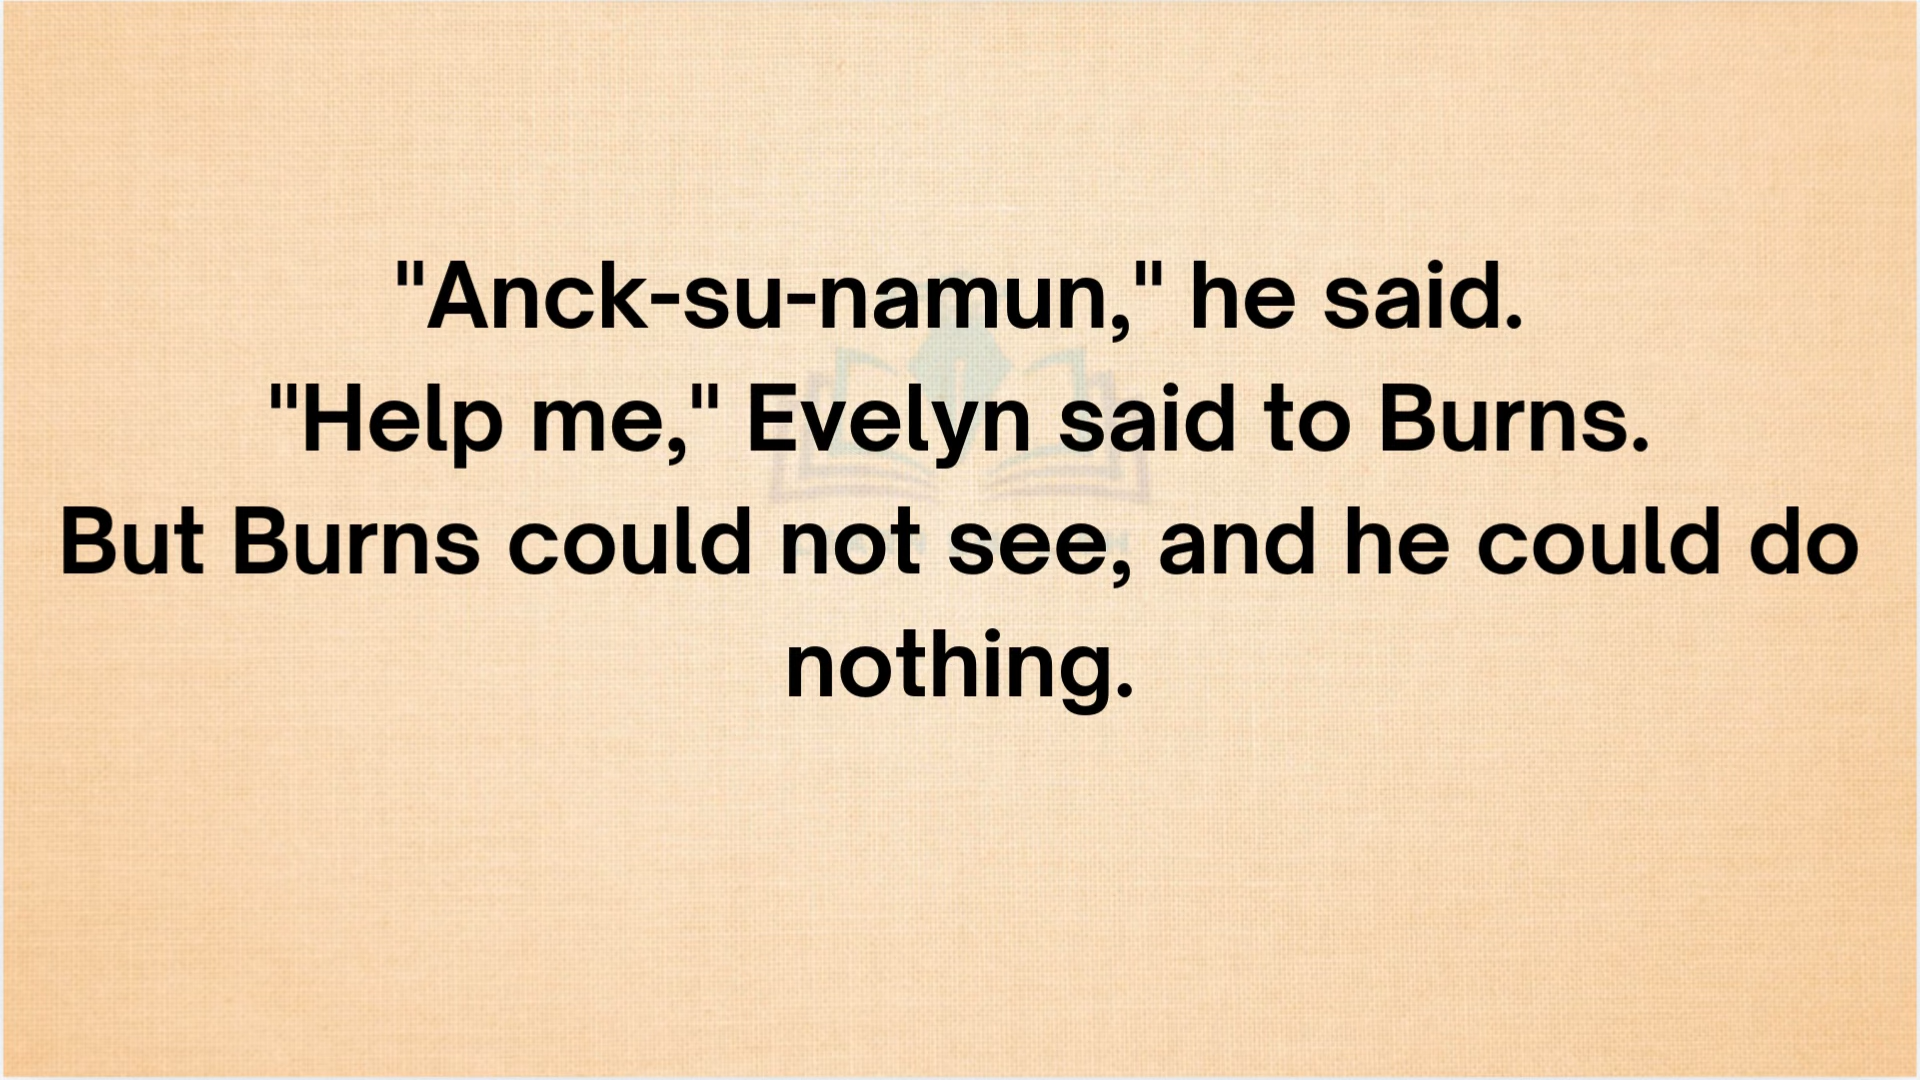 "Anck-su-namun," he said.
"Help me," Evelyn said to Burns.
But Burns could not see, and he could do
nothing.